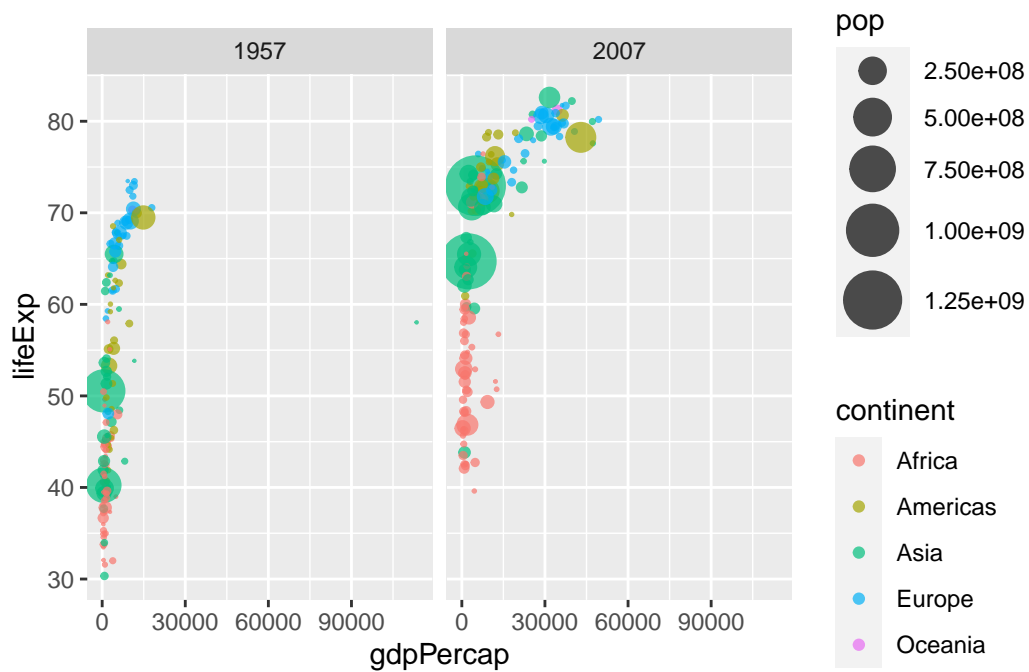 1957
2007
lifeExp
80
70
60
50
40
30
0
30000
60000
90000
0
30000
60000
90000
gdpPercap
pop
2.50e+08
5.00e+08
7.50e+08
1.00e+09
1.25e+09
continent
Africa
Americas
Asia
Europe
Oceania